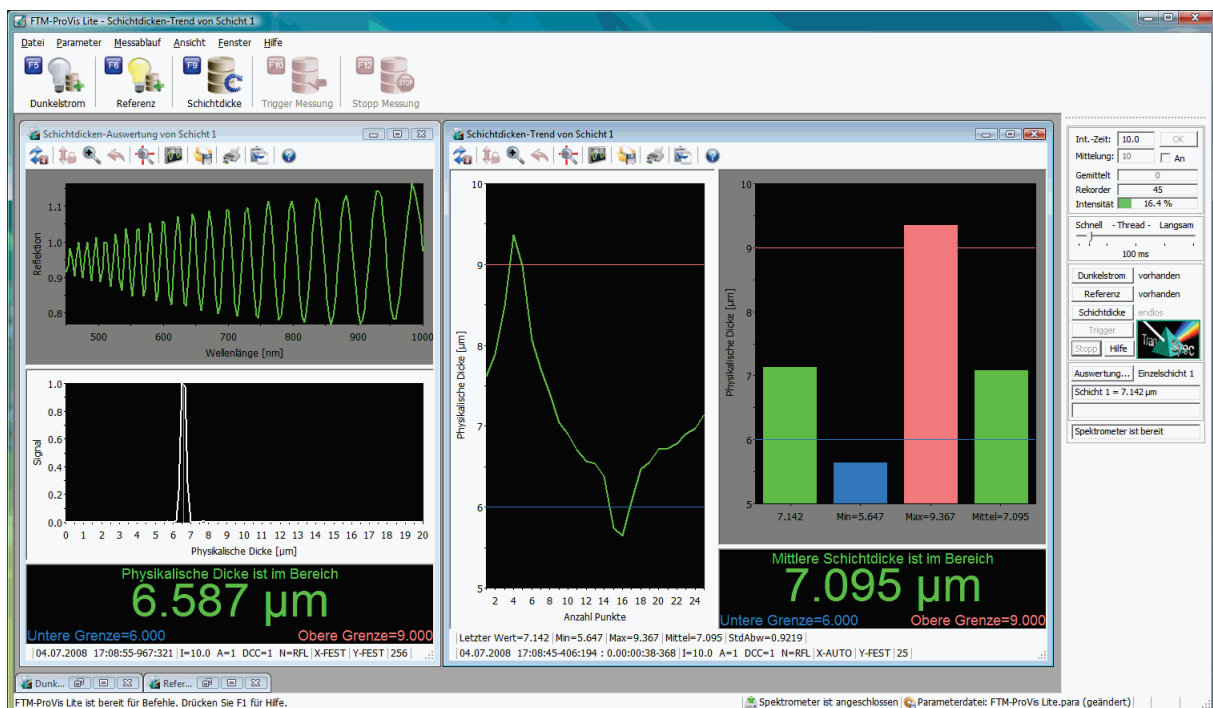 FTM-ProVis Lite - Schichtdicken-Trend von Schicht 1
Datei Parameter Messablauf Ansicht Fenster Hilfe
F5 F6 F9 F10 F12
STOP
Dunkelstrom Referenz Schichtdicke Trigger Messung Stopp Messung
Schichtdicken-Auswertung von Schicht 1
1.1
1.0
0.9
0.8
Reflektion
500 600 700 800 900 1000
Wellenlänge [nm]
1.0
0.8
0.6
0.4
0.2
0.0
Signal
0 1 2 3 4 5 6 7 8 9 10 11 12 13 14 15 16 17 18 19 20
Physikalische Dicke [µm]
Physikalische Dicke ist im Bereich
6.587 µm
Untere Grenze=6.000 Obere Grenze=9.000
04.07.2008 17:08:55-967:321 I=10.0 A=1 DCC=1 N=RFL X-FEST Y-FEST 256
Schichtdicken-Trend von Schicht 1
10
9
8
7
6
5
Physikalische Dicke [µm]
2 4 6 8 10 12 14 16 18 20 22 24
Anzahl Punkte
10
9
8
7
6
5
Physikalische Dicke [µm]
7.142 Min=5.647 Max=9.367 Mittel=7.095
Mittlere Schichtdicke ist im Bereich
7.095 µm
Untere Grenze=6.000 Obere Grenze=9.000
Letzter Wert=7.142 Min=5.647 Max=9.367 Mittel=7.095 StdAbw=0.9219
04.07.2008 17:08:45-406:194 : 0.00:00:38-368 I=10.0 A=1 DCC=1 N=RFL X-AUTO Y-FEST 25
Int.-Zeit: 10.0 OK
Mittelung: 10 An
Gemittelt 0
Rekorder 45
Intensität 16.4 %
Schnell - Thread - Langsam
100 ms
Dunkelstrom vorhanden
Referenz vorhanden
Schichtdicke endlos
Trigger
Stopp Hilfe
Tran Spec
Auswertung... Einzelschicht 1
Schicht 1 = 7.142 µm
Spektrometer ist bereit
Dunk... Refer...
FTM-ProVis Lite ist bereit für Befehle. Drücken Sie F1 für Hilfe.
Spektrometer ist angeschlossen Parameterdatei: FTM-ProVis Lite.para (geändert)